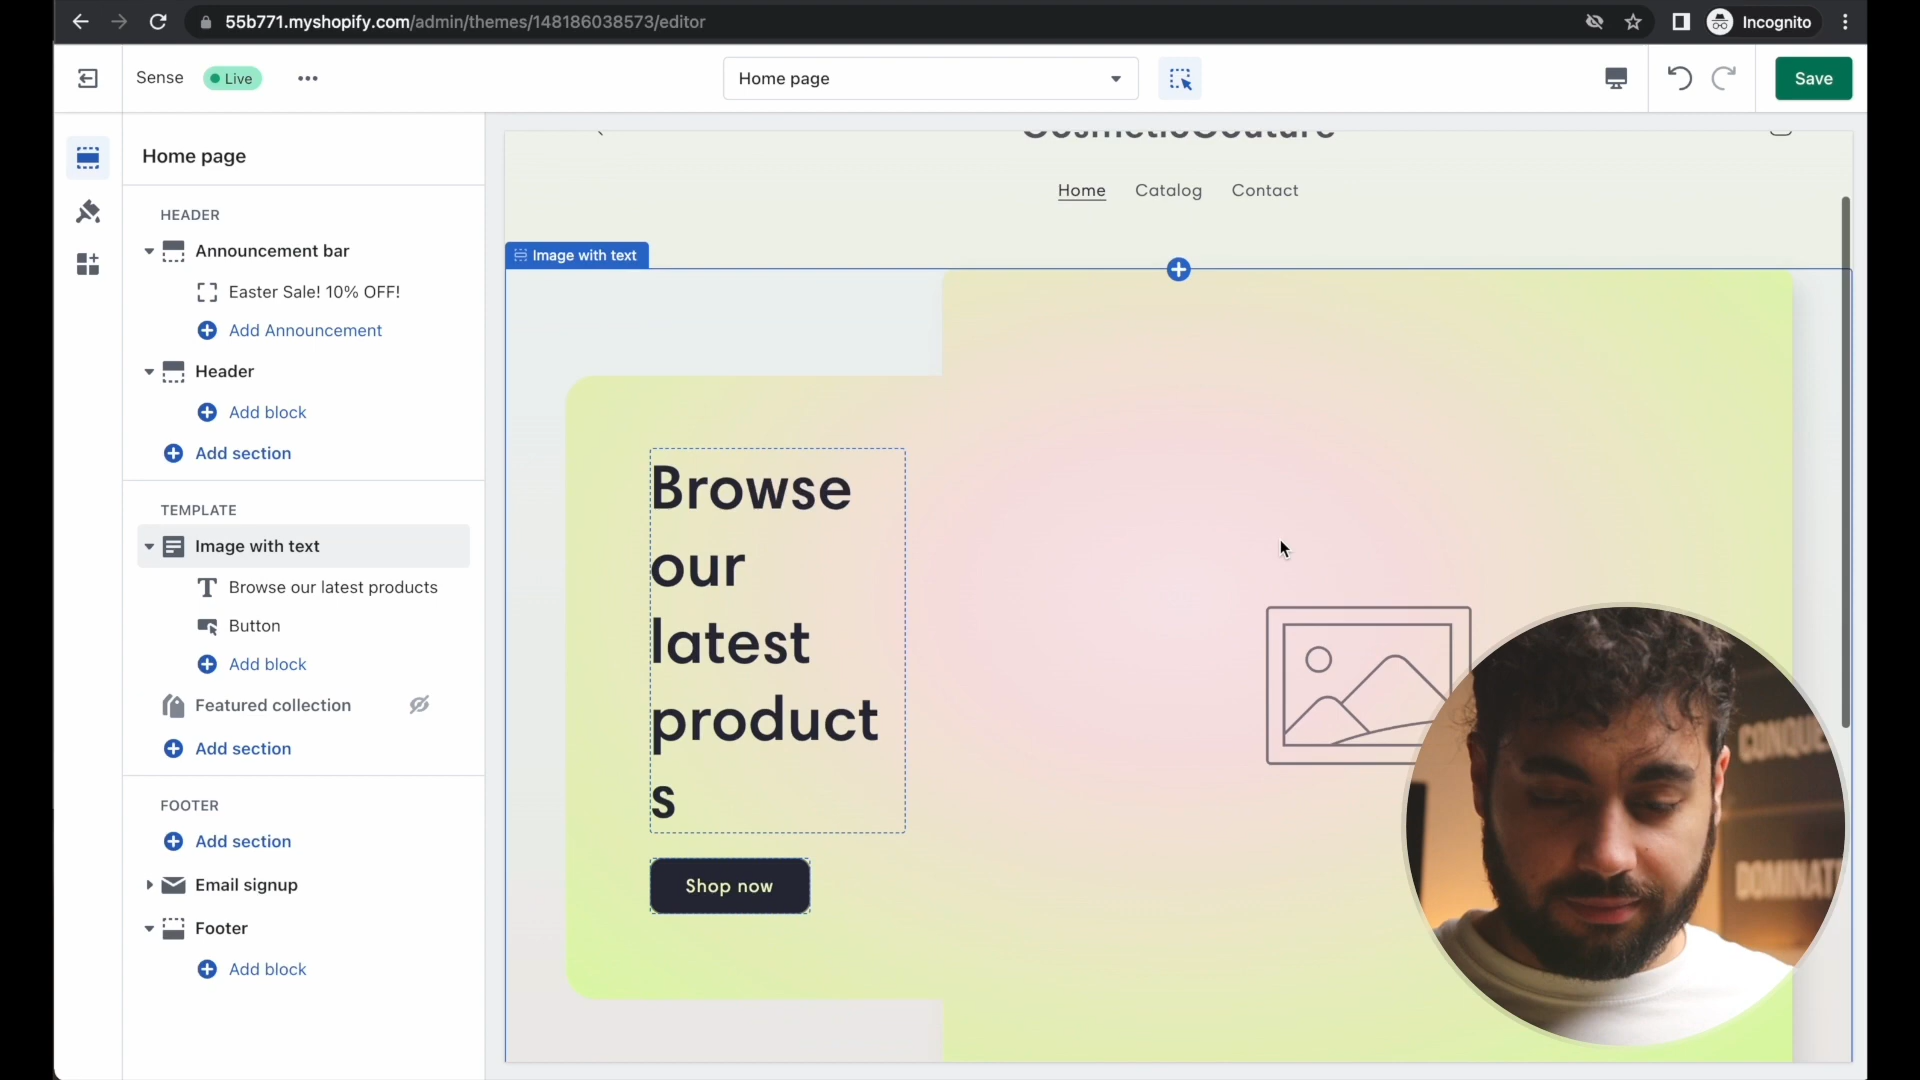 55b771.myshopify.com/admin/themes/148186038573/editor
Incognito
Sense
Live
Home page
Save
Home page
HEADER
Announcement bar
Easter Sale! 10% OFF!
Add Announcement
Header
Add block
Add section
TEMPLATE
Image with text
Browse our latest products
Button
Add block
Featured collection
Add section
FOOTER
Add section
Email signup
Footer
Add block
CosmeticCouture
Home Catalog Contact
Image with text
Browse
our
latest
product
s
Shop now
CONQUE
DOMINAT